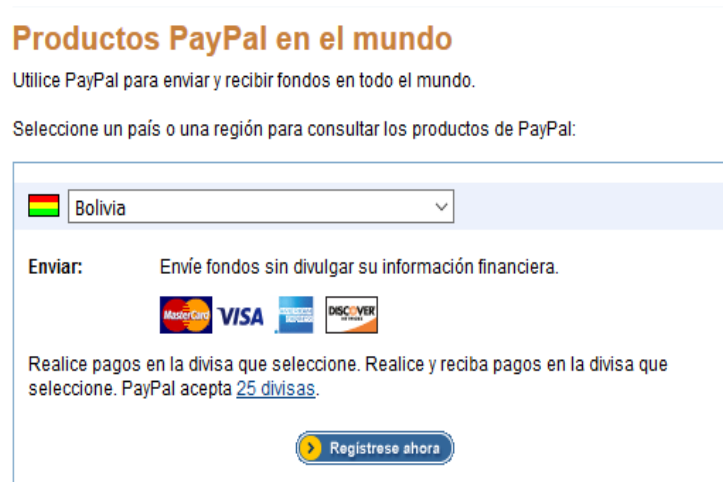 Productos PayPal en el mundo
Utilice PayPal para enviar y recibir fondos en todo el mundo.
Seleccione un país o una región para consultar los productos de PayPal:
Bolivia
Enviar: Envíe fondos sin divulgar su información financiera.
MasterCard VISA DISCOVER
Realice pagos en la divisa que seleccione. Realice y reciba pagos en la divisa que
seleccione. PayPal acepta 25 divisas.
Regístrese ahora